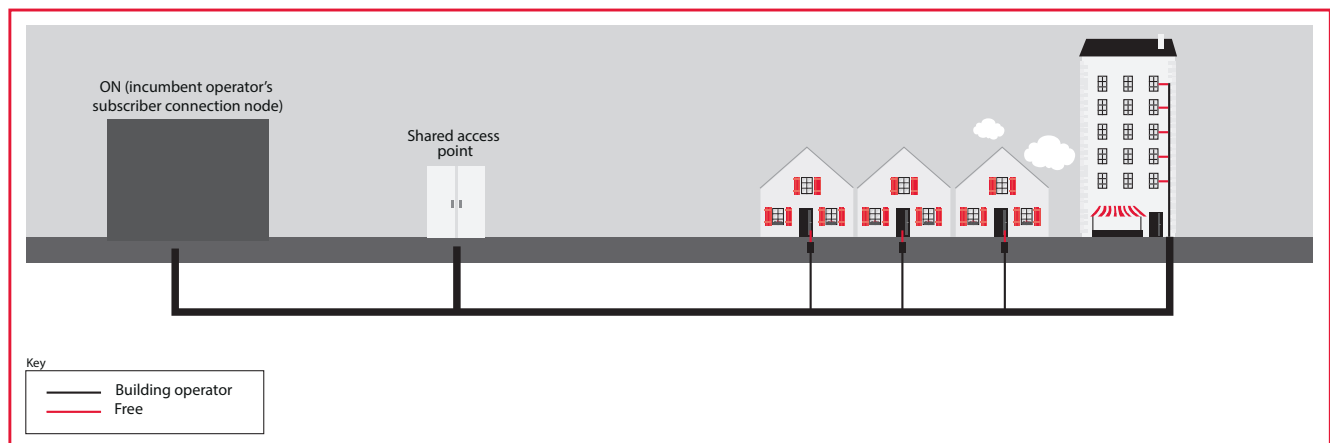 ON (incumbent operator’s
subscriber connection node)
Shared access
point
Key
Building operator
Free